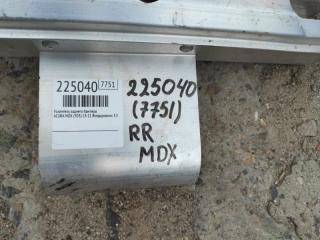 225040 7751
Усилитель заднего бампера
ACURA MDX (YD3) 13-21 Внедорожник 3.5
225040
(7751)
RR
MDX